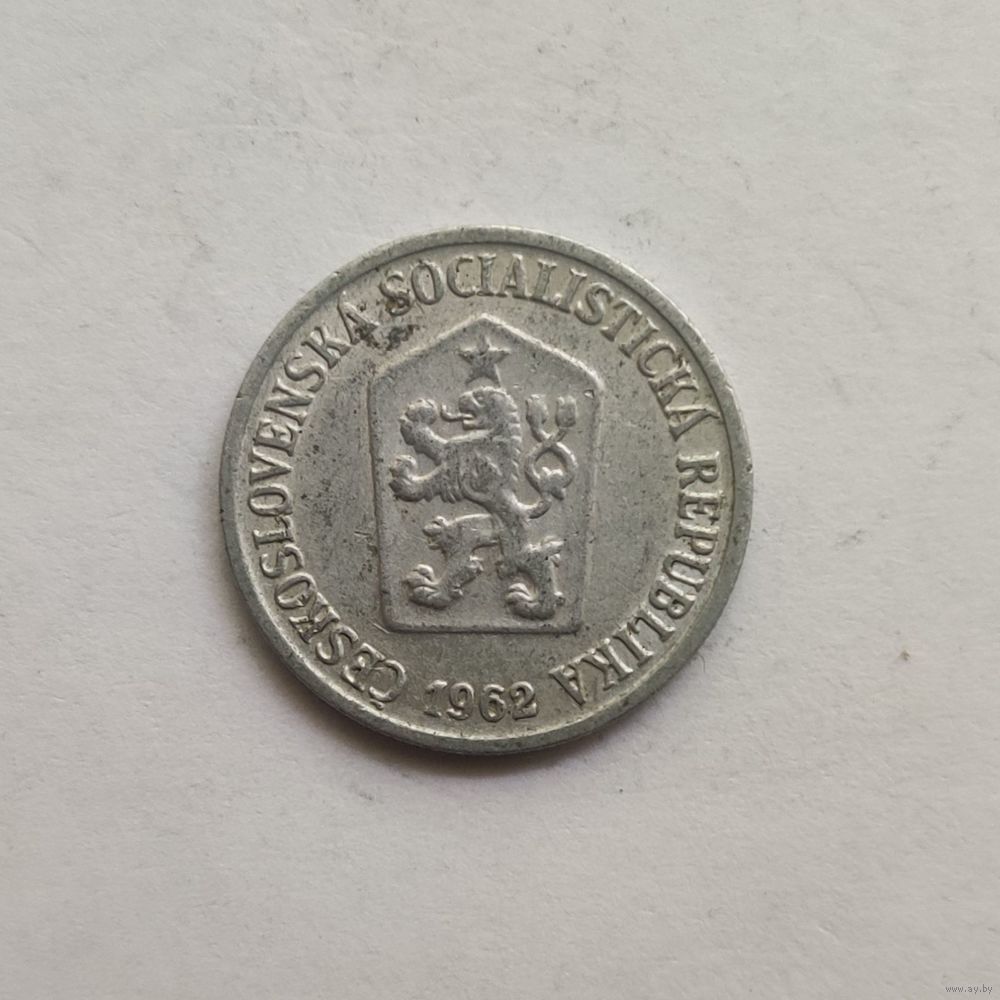 ČESKOSLOVENSKÁ SOCIALISTICKÁ REPUBLIKA
1962
www.ay.by